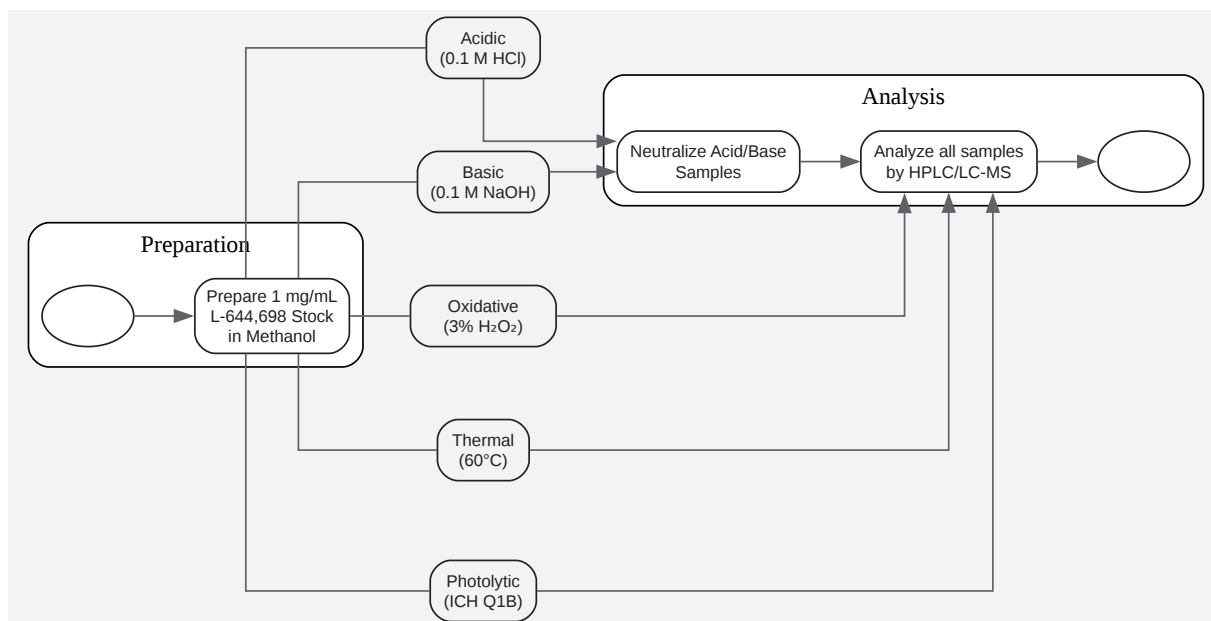 Acidic
(0.1 M HCl)
Analysis
Neutralize Acid/Base
Samples
Analyze all samples
by HPLC/LC-MS
Basic
(0.1 M NaOH)
Preparation
Prepare 1 mg/mL
L-644,698 Stock
in Methanol
Oxidative
(3% H₂O₂)
Thermal
(60°C)
Photolytic
(ICH Q1B)